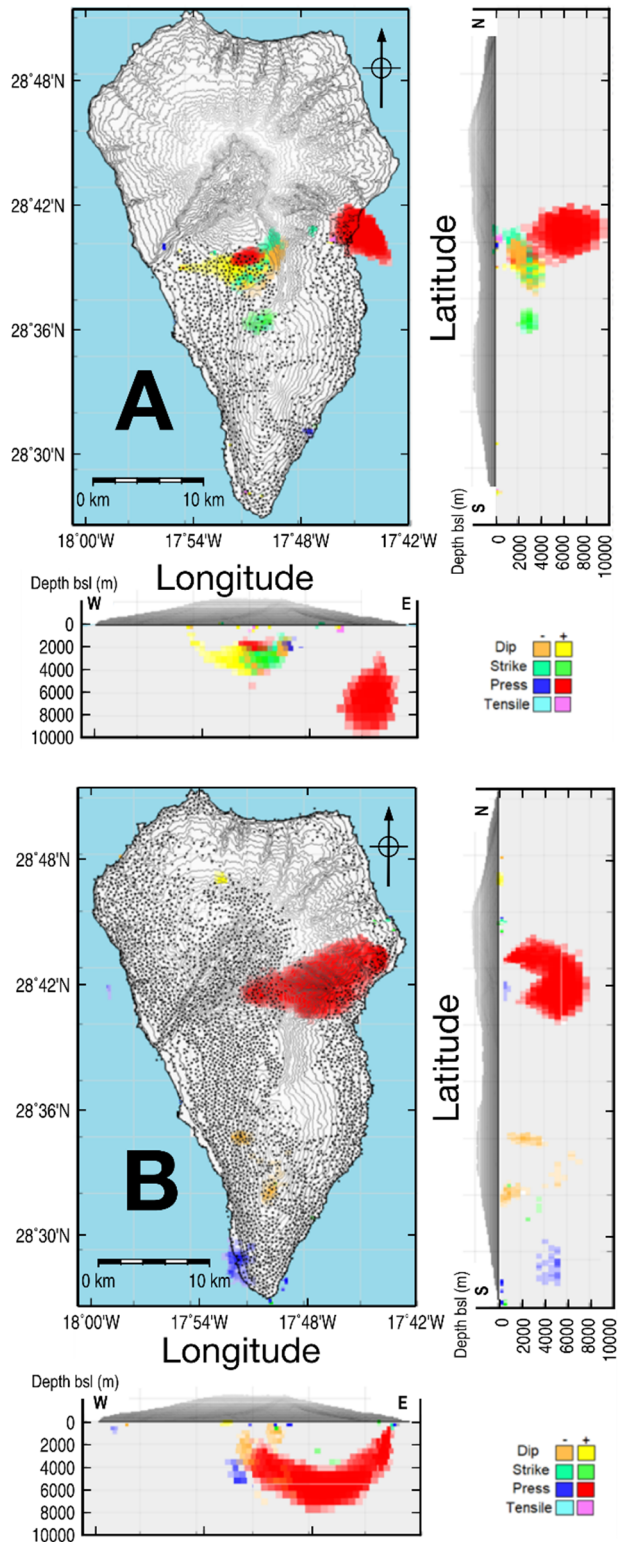 28°48'N
28°42'N
28°36'N
28°30'N
A
0 km 10 km
18°00'W 17°54'W 17°48'W 17°42'W
Longitude
N
Latitude
S
Depth bsl (m)
0 2000 4000 6000 8000 10000
Depth bsl (m)
W E
0
2000
4000
6000
8000
10000
- +
Dip
Strike
Press
Tensile
28°48'N
28°42'N
28°36'N
28°30'N
B
0 km 10 km
18°00'W 17°54'W 17°48'W 17°42'W
Longitude
N
Latitude
S
Depth bsl (m)
0 2000 4000 6000 8000 10000
Depth bsl (m)
W E
0
2000
4000
6000
8000
10000
- +
Dip
Strike
Press
Tensile